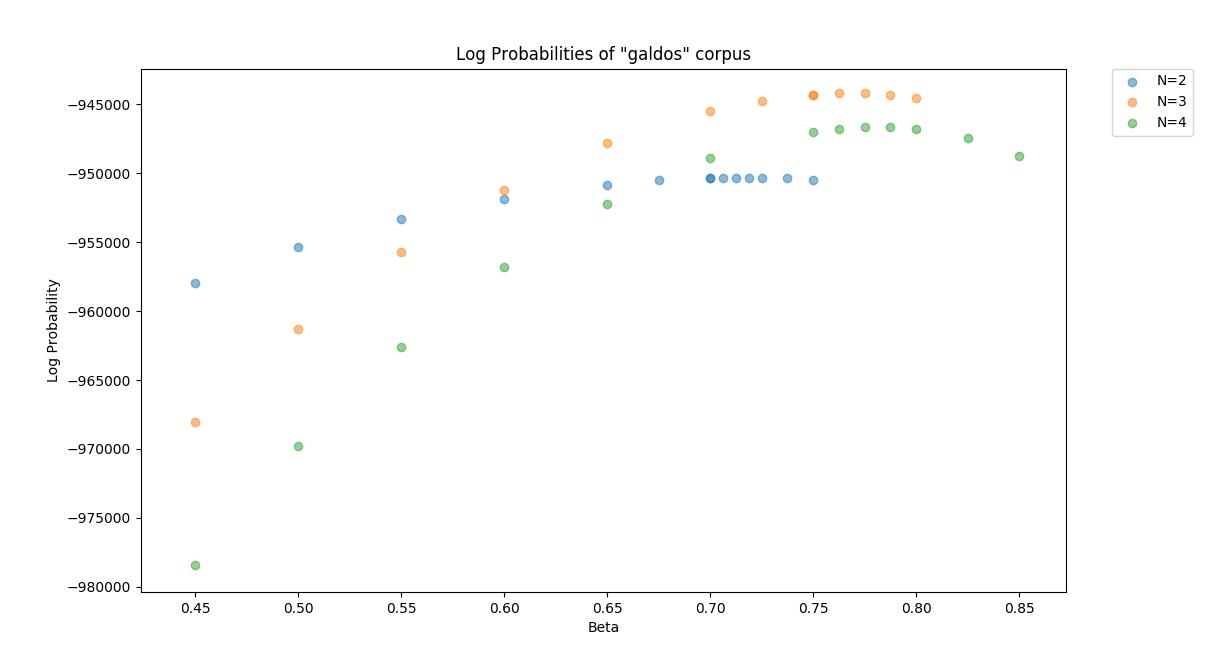 Log Probabilities of "galdos" corpus
N=2
N=3
N=4
Log Probability
−945000
−950000
−955000
−960000
−965000
−970000
−975000
−980000
0.45 0.50 0.55 0.60 0.65 0.70 0.75 0.80 0.85
Beta